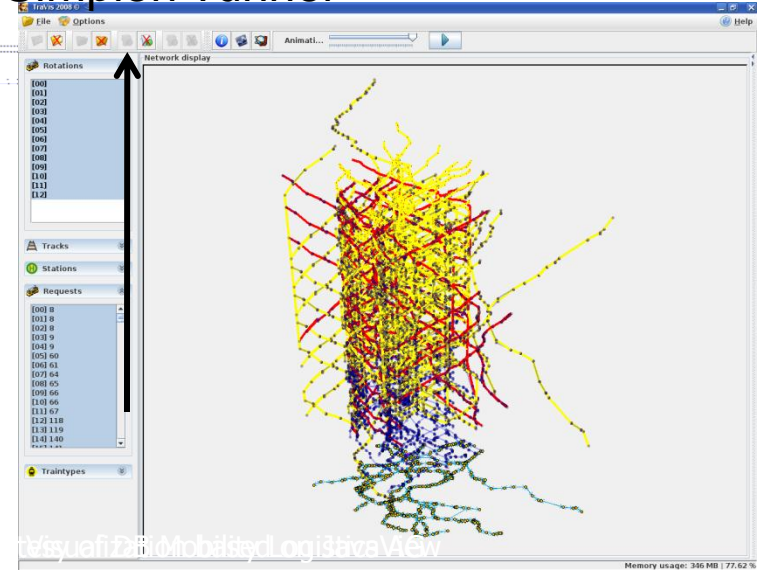 TraVis 2008 ©
File Options Help
Animati...
Rotations
[00]
[01]
[02]
[03]
[04]
[05]
[06]
[07]
[08]
[09]
[10]
[11]
[12]
Tracks
Stations
Requests
[00] 8
[01] 8
[02] 8
[03] 9
[04] 9
[05] 60
[06] 61
[07] 64
[08] 65
[09] 66
[10] 66
[11] 67
[12] 118
[13] 119
[14] 140
Traintypes
Network display
Memory usage: 346 MB | 77.62 %